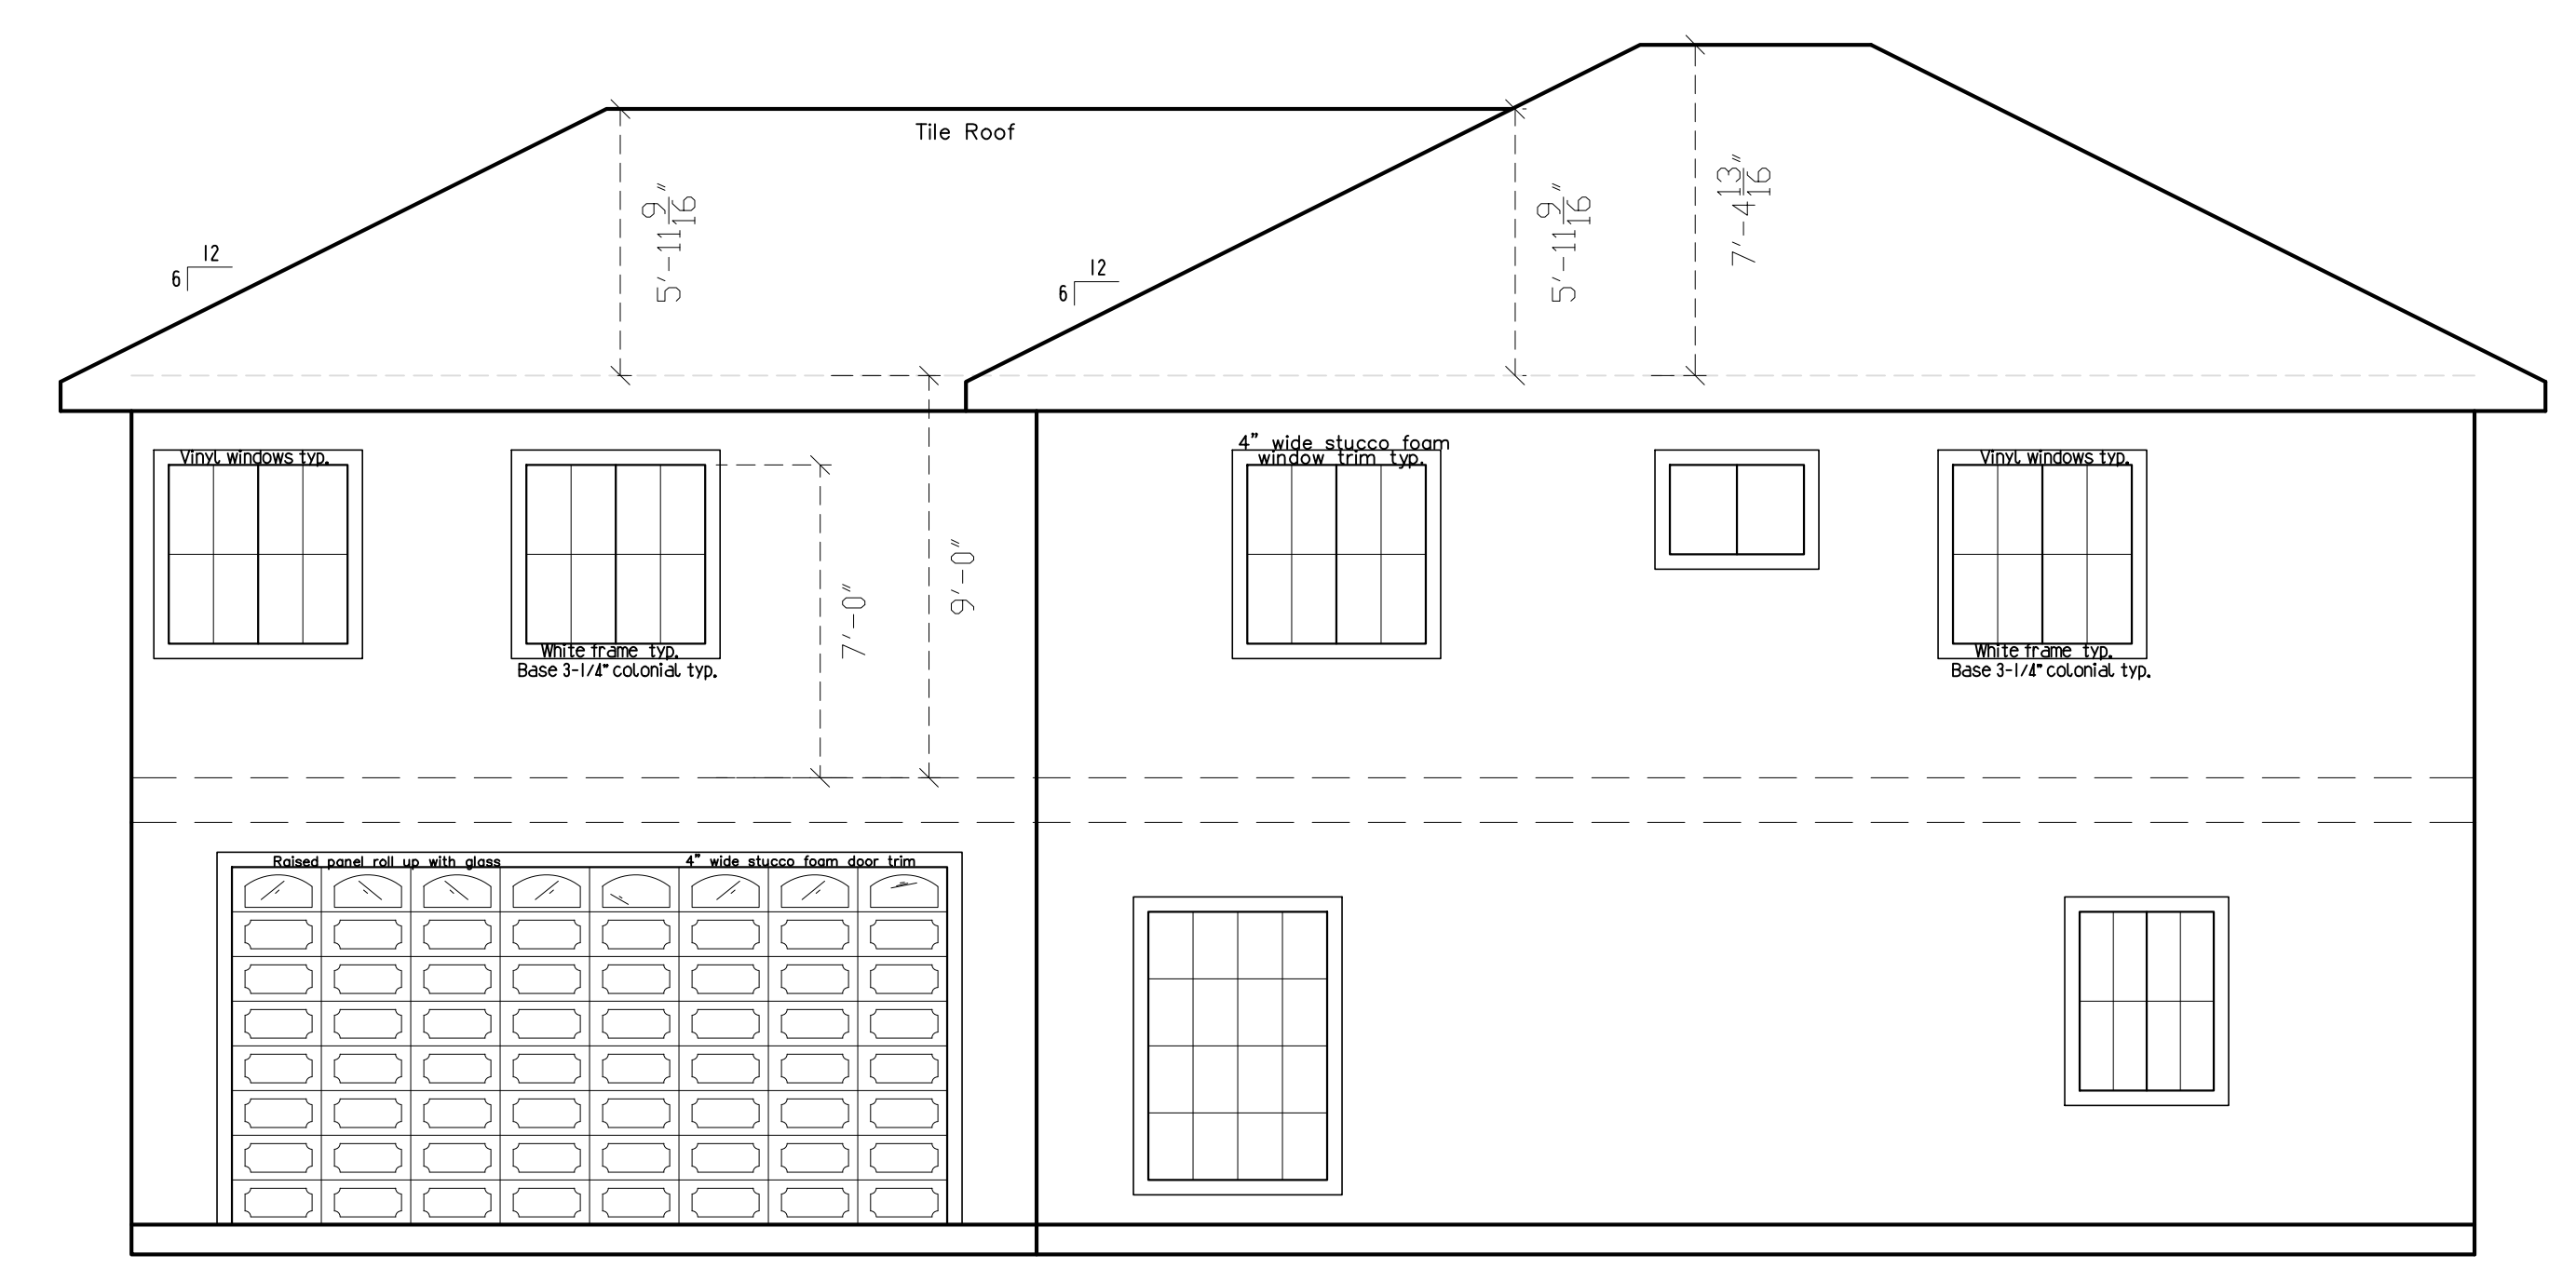 Tile Roof
5'-11 9/16"
5'-11 9/16"
7'-4 13/16"
12
6
12
6
Vinyl windows typ.
4" wide stucco foam
window trim typ.
Vinyl windows typ.
9'-0"
7'-0"
White frame typ.
Base 3-1/4" colonial typ.
White frame typ.
Base 3-1/4" colonial typ.
Raised panel roll up with glass
4" wide stucco foam door trim